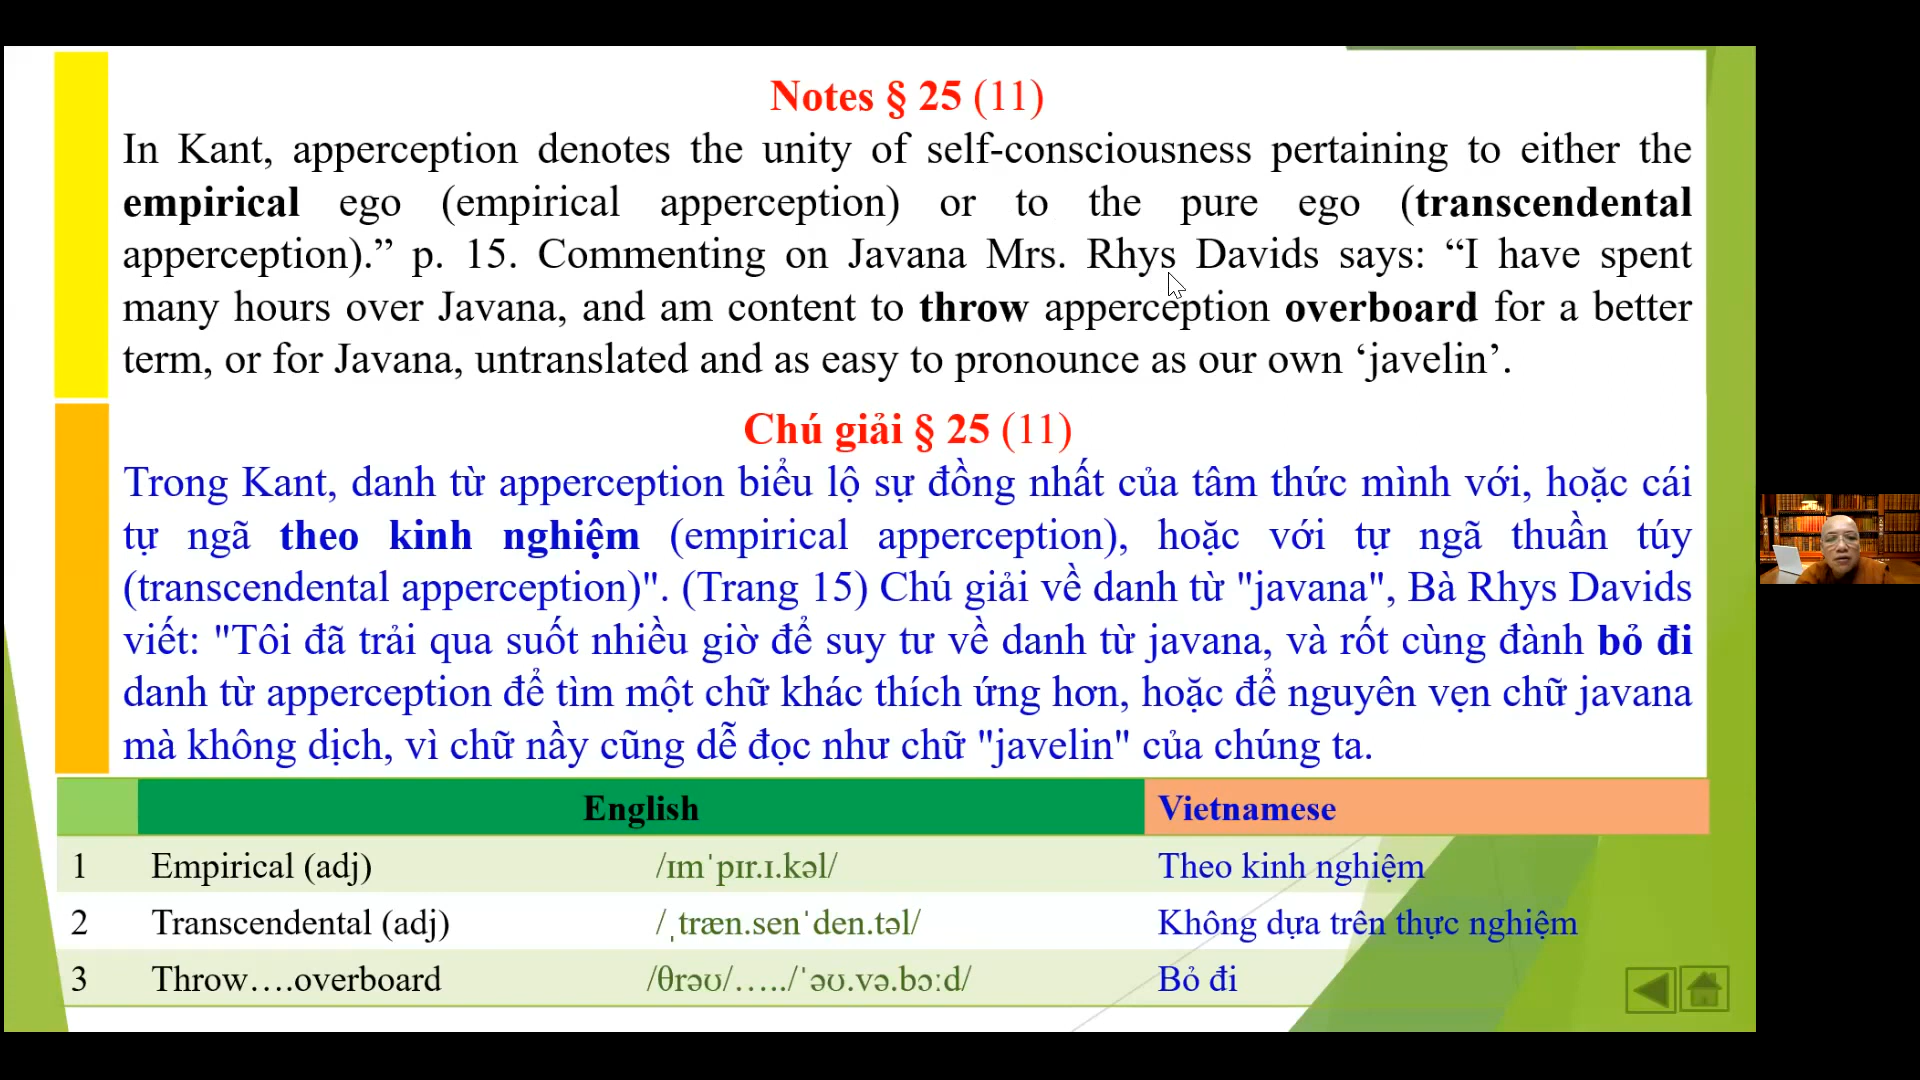 Notes § 25 (11)
In Kant, apperception denotes the unity of self-consciousness pertaining to either the
empirical ego (empirical apperception) or to the pure ego (transcendental
apperception).” p. 15. Commenting on Javana Mrs. Rhys Davids says: “I have spent
many hours over Javana, and am content to throw apperception overboard for a better
term, or for Javana, untranslated and as easy to pronounce as our own ‘javelin’.
Chú giải § 25 (11)
Trong Kant, danh từ apperception biểu lộ sự đồng nhất của tâm thức mình với, hoặc cái
tự ngã theo kinh nghiệm (empirical apperception), hoặc với tự ngã thuần túy
(transcendental apperception)". (Trang 15) Chú giải về danh từ "javana", Bà Rhys Davids
viết: "Tôi đã trải qua suốt nhiều giờ để suy tư về danh từ javana, và rốt cùng đành bỏ đi
danh từ apperception để tìm một chữ khác thích ứng hơn, hoặc để nguyên vẹn chữ javana
mà không dịch, vì chữ nầy cũng dễ đọc như chữ "javelin" của chúng ta.
English Vietnamese
1 Empirical (adj) /ɪmˈpɪr.ɪ.kəl/ Theo kinh nghiệm
2 Transcendental (adj) /ˌtræn.senˈden.təl/ Không dựa trên thực nghiệm
3 Throw….overboard /θrəʊ/…../ˈəʊ.və.bɔːd/ Bỏ đi